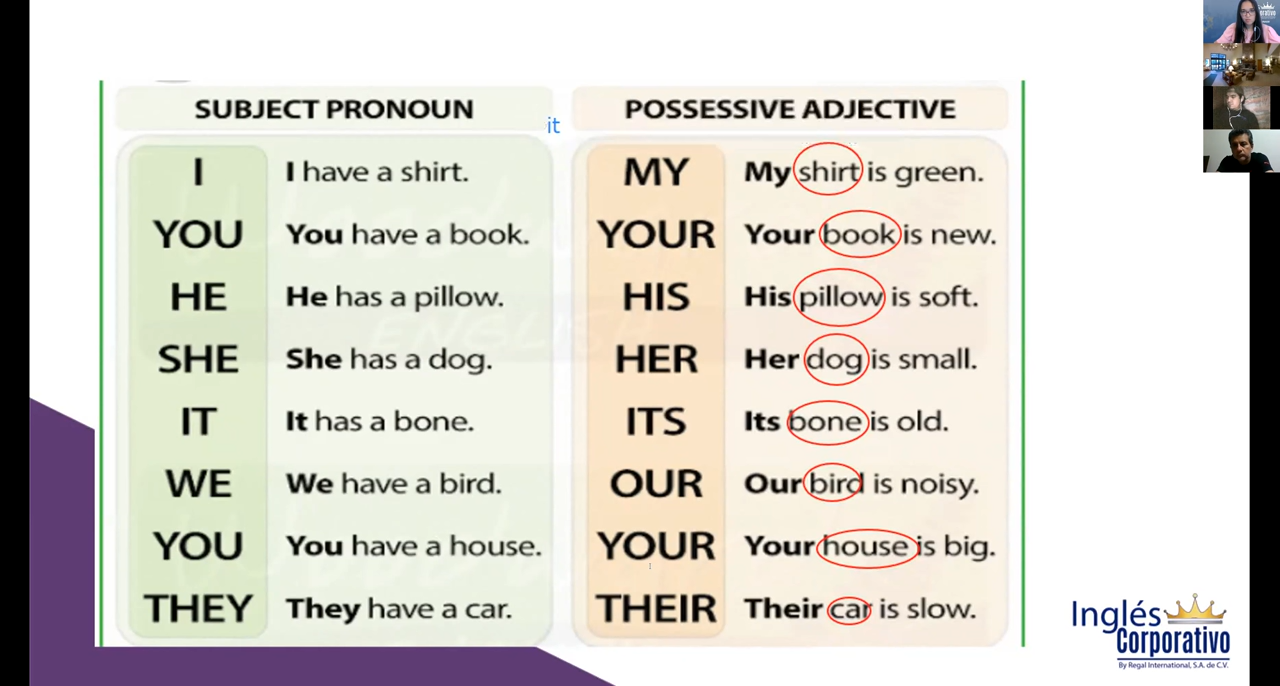 SUBJECT PRONOUN
it
POSSESSIVE ADJECTIVE
I I have a shirt. MY My shirt is green.
YOU You have a book. YOUR Your book is new.
HE He has a pillow. HIS His pillow is soft.
SHE She has a dog. HER Her dog is small.
IT It has a bone. ITS Its bone is old.
WE We have a bird. OUR Our bird is noisy.
YOU You have a house. YOUR Your house is big.
THEY They have a car. THEIR Their car is slow.
ENGLISH
Inglés
Corporativo
By Regal International, S.A. de C.V.